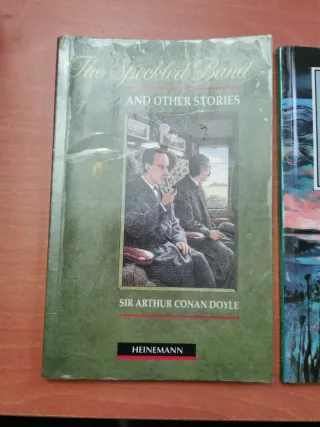 The Speckled Band
AND OTHER STORIES
SIR ARTHUR CONAN DOYLE
HEINEMANN